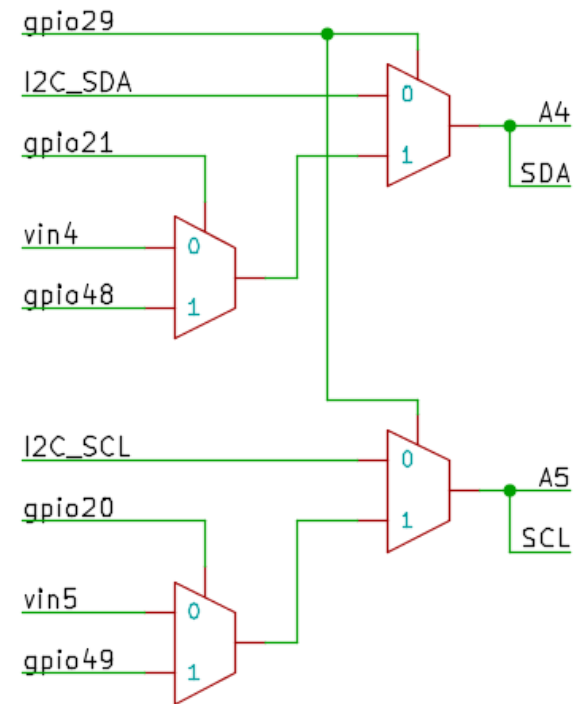 gpio29
I2C_SDA
0
A4
gpio21
1
SDA
vin4
0
gpio48
1
I2C_SCL
0
A5
gpio20
1
SCL
vin5
0
gpio49
1